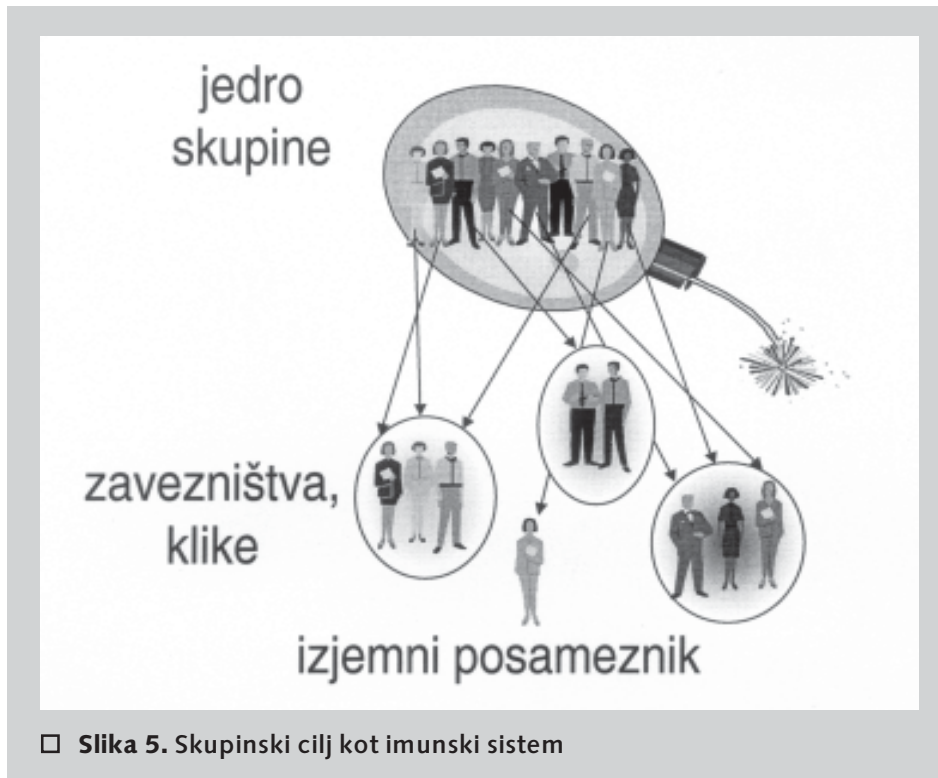 jedro
skupine
zavezništva,
klike
izjemni posameznik
□ Slika 5. Skupinski cilj kot imunski sistem